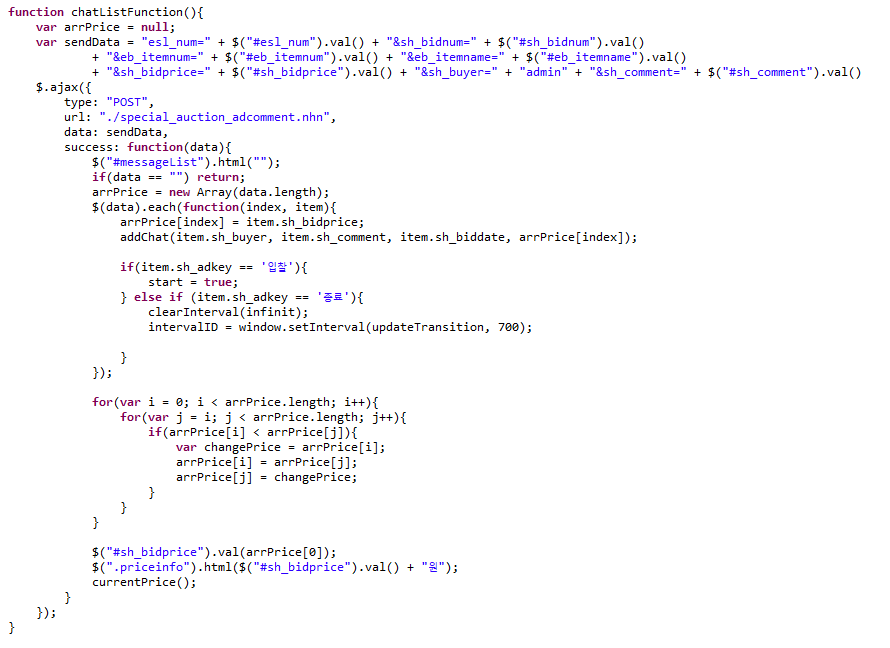 function chatListFunction(){
    var arrPrice = null;
    var sendData = "esl_num=" + $("#esl_num").val() + "&sh_bidnum=" + $("#sh_bidnum").val()
            + "&eb_itemnum=" + $("#eb_itemnum").val() + "&eb_itemname=" + $("#eb_itemname").val()
            + "&sh_bidprice=" + $("#sh_bidprice").val() + "&sh_buyer=" + "admin" + "&sh_comment=" + $("#sh_comment").val()
    $.ajax({
        type: "POST",
        url: "./special_auction_adcomment.nhn",
        data: sendData,
        success: function(data){
            $("#messageList").html("");
            if(data == "") return;
            arrPrice = new Array(data.length);
            $(data).each(function(index, item){
                arrPrice[index] = item.sh_bidprice;
                addChat(item.sh_buyer, item.sh_comment, item.sh_biddate, arrPrice[index]);

                if(item.sh_adkey == '입찰'){
                    start = true;
                } else if (item.sh_adkey == '종료'){
                    clearInterval(infinit);
                    intervalID = window.setInterval(updateTransition, 700);

                }
            });

            for(var i = 0; i < arrPrice.length; i++){
                for(var j = i; j < arrPrice.length; j++){
                    if(arrPrice[i] < arrPrice[j]){
                        var changePrice = arrPrice[i];
                        arrPrice[i] = arrPrice[j];
                        arrPrice[j] = changePrice;
                    }
                }
            }

            $("#sh_bidprice").val(arrPrice[0]);
            $(".priceinfo").html($("#sh_bidprice").val() + "원");
            currentPrice();
        }
    });
}